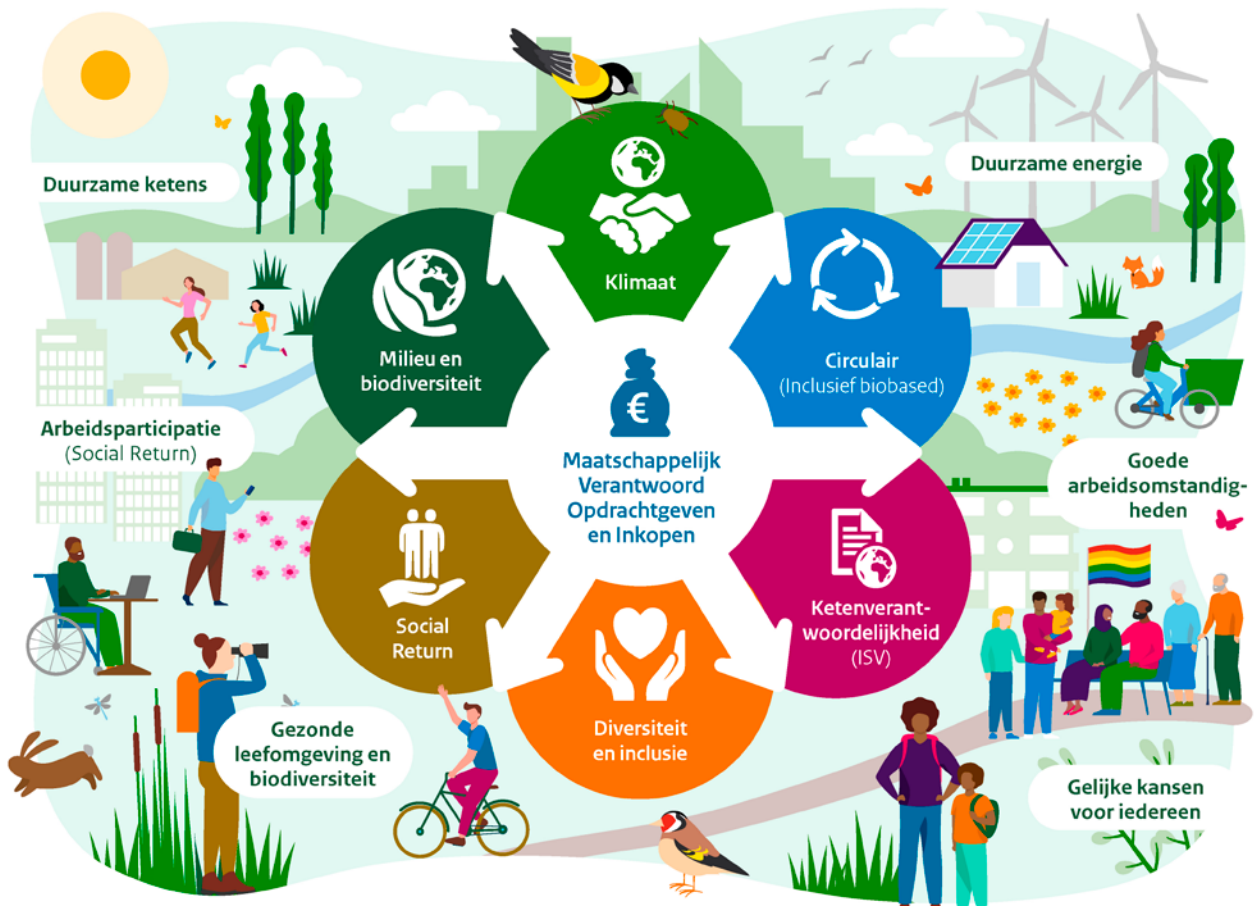 Duurzame ketens
Duurzame energie
Klimaat
Milieu en
biodiversiteit
Circulair
(Inclusief biobased)
Arbeidsparticipatie
(Social Return)
€
Maatschappelijk
Verantwoord
Opdrachtgeven
en Inkopen
Goede
arbeidsomstandig-
heden
Social
Return
Ketenverant-
woordelijkheid
(ISV)
Diversiteit
en inclusie
Gezonde
leefomgeving en
biodiversiteit
Gelijke kansen
voor iedereen